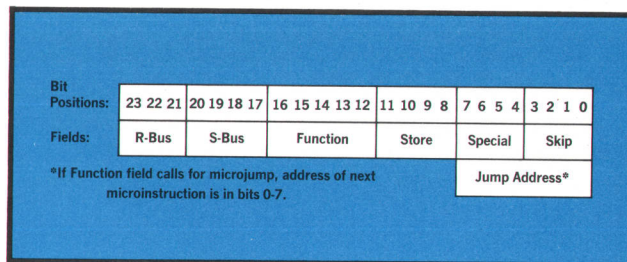 Bit
Positions: 23 22 21 20 19 18 17 16 15 14 13 12 11 10 9 8 7 6 5 4 3 2 1 0
Fields: R-Bus S-Bus Function Store Special Skip
*If Function field calls for microjump, address of next
microinstruction is in bits 0-7.
Jump Address*